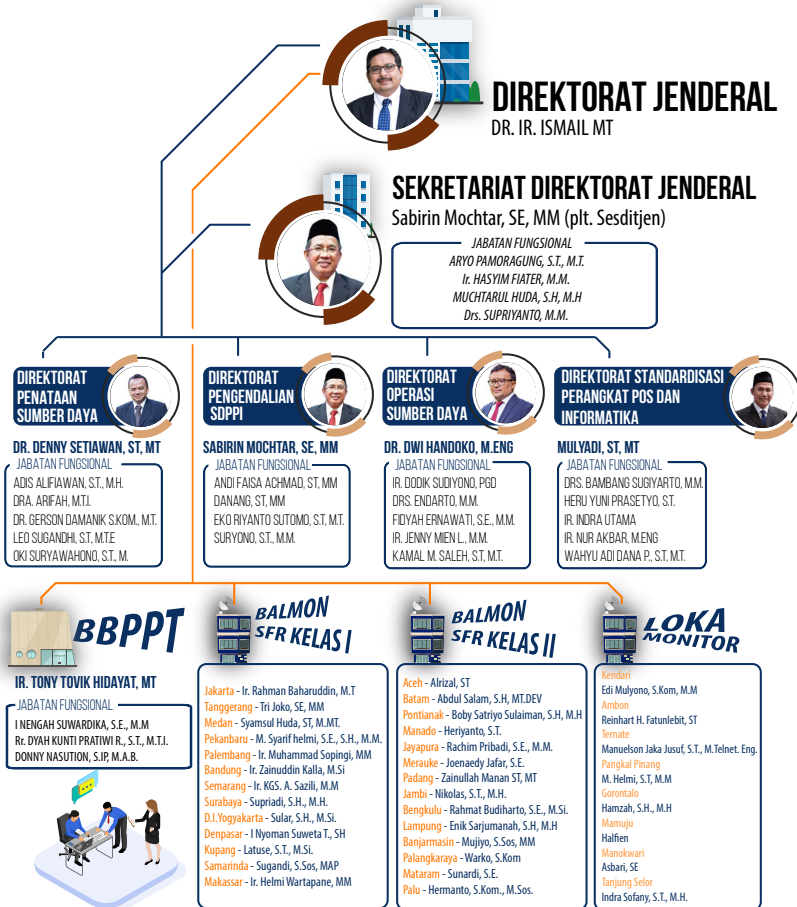 DIREKTORAT JENDERAL
DR. IR. ISMAIL MT
SEKRETARIAT DIREKTORAT JENDERAL
Sabirin Mochtar, SE, MM (plt. Sesditjen)
JABATAN FUNGSIONAL
ARYO PAMORAGUNG, S.T., M.T.
Ir. HASYIM FIATER, M.M.
MUCHTARUL HUDA, S.H, M.H
Drs. SUPRIYANTO, M.M.
DIREKTORAT
PENATAAN
SUMBER DAYA
DR. DENNY SETIAWAN, ST, MT
JABATAN FUNGSIONAL
ADIS ALIFIAWAN, S.T., M.H.
DRA. ARIFAH, M.T.I.
DR. GERSON DAMANIK S.KOM., M.T.
LEO SUGANDHI, S.T, M.T.E
OKI SURYAWAHONO, S.T., M.
DIREKTORAT
PENGENDALIAN
SDPPI
SABIRIN MOCHTAR, SE, MM
JABATAN FUNGSIONAL
ANDI FAISA ACHMAD, ST, MM
DANANG, ST, MM
EKO RIYANTO SUTOMO, S.T, M.T.
SURYONO, S.T., M.M.
DIREKTORAT
OPERASI
SUMBER DAYA
DR. DWI HANDOKO, M.ENG
JABATAN FUNGSIONAL
IR. DODIK SUDIYONO, PGD
DRS. ENDARTO, M.M.
FIDYAH ERNAWATI, S.E., M.M.
IR. JENNY MIEN L., M.M.
KAMAL M. SALEH, S.T, M.T.
DIREKTORAT STANDARDISASI
PERANGKAT POS DAN
INFORMATIKA
MULYADI, ST, MT
JABATAN FUNGSIONAL
DRS. BAMBANG SUGIYARTO, M.M.
HERU YUNI PRASETYO, S.T.
IR. INDRA UTAMA
IR. NUR AKBAR, M.ENG
WAHYU ADI DANA P., S.T, M.T.
BBPPT
IR. TONY TOVIK HIDAYAT, MT
JABATAN FUNGSIONAL
I NENGAH SUWARDIKA, S.E., M.M
Rr. DYAH KUNTI PRATIWI R., S.T., M.T.I.
DONNY NASUTION, S.IP, M.A.B.
BALMON
SFR KELAS I
Jakarta - Ir. Rahman Baharuddin, M.T
Tanggerang - Tri Joko, SE, MM
Medan - Syamsul Huda, ST, M.MT.
Pekanbaru - M. Syarif helmi, S.E., S.H., M.M.
Palembang - Ir. Muhammad Sopingi, MM
Bandung - Ir. Zainuddin Kalla, M.Si
Semarang - Ir. KGS. A. Sazili, M.M
Surabaya - Supriadi, S.H., M.H.
D.I.Yogyakarta - Sular, S.H., M.Si.
Denpasar - I Nyoman Suweta T., SH
Kupang - Latuse, S.T., M.Si.
Samarinda - Sugandi, S.Sos, MAP
Makassar - Ir. Helmi Wartapane, MM
BALMON
SFR KELAS II
Aceh - Alrizal, ST
Batam - Abdul Salam, S.H, MT.DEV
Pontianak - Boby Satriyo Sulaiman, S.H, M.H
Manado - Heriyanto, S.T.
Jayapura - Rachim Pribadi, S.E., M.M.
Merauke - Joenaedy Jafar, S.E.
Padang - Zainullah Manan ST, MT
Jambi - Nikolas, S.T., M.H.
Bengkulu - Rahmat Budiharto, S.E., M.Si.
Lampung - Enik Sarjumanah, S.H, M.H
Banjarmasin - Mujiyo, S.Sos, MM
Palangkaraya - Warko, S.Kom
Mataram - Sunardi, S.E.
Palu - Hermanto, S.Kom., M.Sos.
LOKA
MONITOR
Kendari
Edi Mulyono, S.Kom, M.M
Ambon
Reinhart H. Fatunlebit, ST
Ternate
Manuelson Jaka Jusuf, S.T., M.Telnet. Eng.
Pangkal Pinang
M. Helmi, S.T, M.M
Gorontalo
Hamzah, S.H., M.H
Mamuju
Halfien
Manokwari
Asbari, SE
Tanjung Selor
Indra Sofany, S.T., M.H.